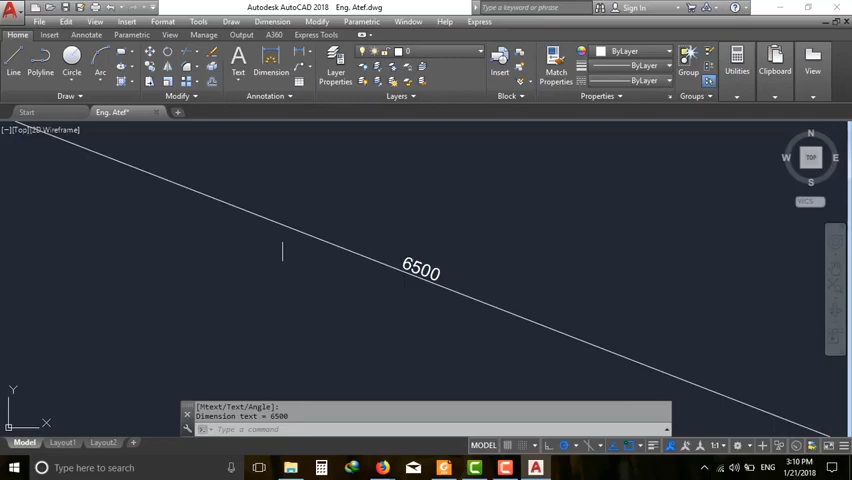 Autodesk AutoCAD 2018 Eng. Atef.dwg
Type a keyword or phrase
Sign In
File Edit View Insert Format Tools Draw Dimension Modify Parametric Window Help Express
Home Insert Annotate Parametric View Manage Output A360 Express Tools
Line
Polyline
Circle
Arc
Draw
Modify
Text
Dimension
Annotation
Layer
Properties
0
Layers
Insert
Block
Match
Properties
ByLayer
ByLayer
ByLayer
Properties
Group
Groups
Utilities
Clipboard
View
Start
Eng. Atef*
[−][Top][2D Wireframe]
N
W TOP E
S
WCS
6500
Y
X
[Mtext/Text/Angle]:
Dimension text = 6500
Type a command
Model Layout1 Layout2 +
MODEL
1:1
Type here to search
ENG
3:10 PM
1/21/2018